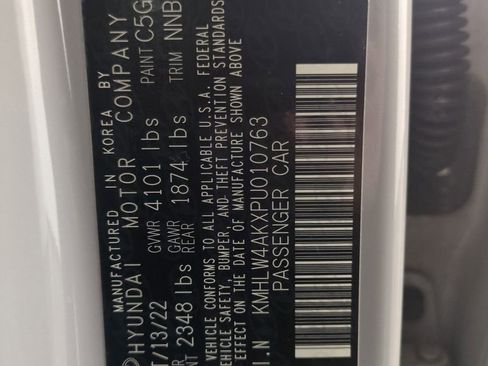 MANUFACTURED IN KOREA BY
HYUNDAI MOTOR COMPANY
/13/22 GVWR 4101 lbs PAINT C5G
2348 lbs GAWR REAR 1874 lbs TRIM NNB
VEHICLE CONFORMS TO ALL APPLICABLE U.S.A. FEDERAL
VEHICLE SAFETY, BUMPER, AND THEFT PREVENTION STANDARDS
EFFECT ON THE DATE OF MANUFACTURE SHOWN ABOVE
I.N KMHLW4AKXPU010763
PASSENGER CAR